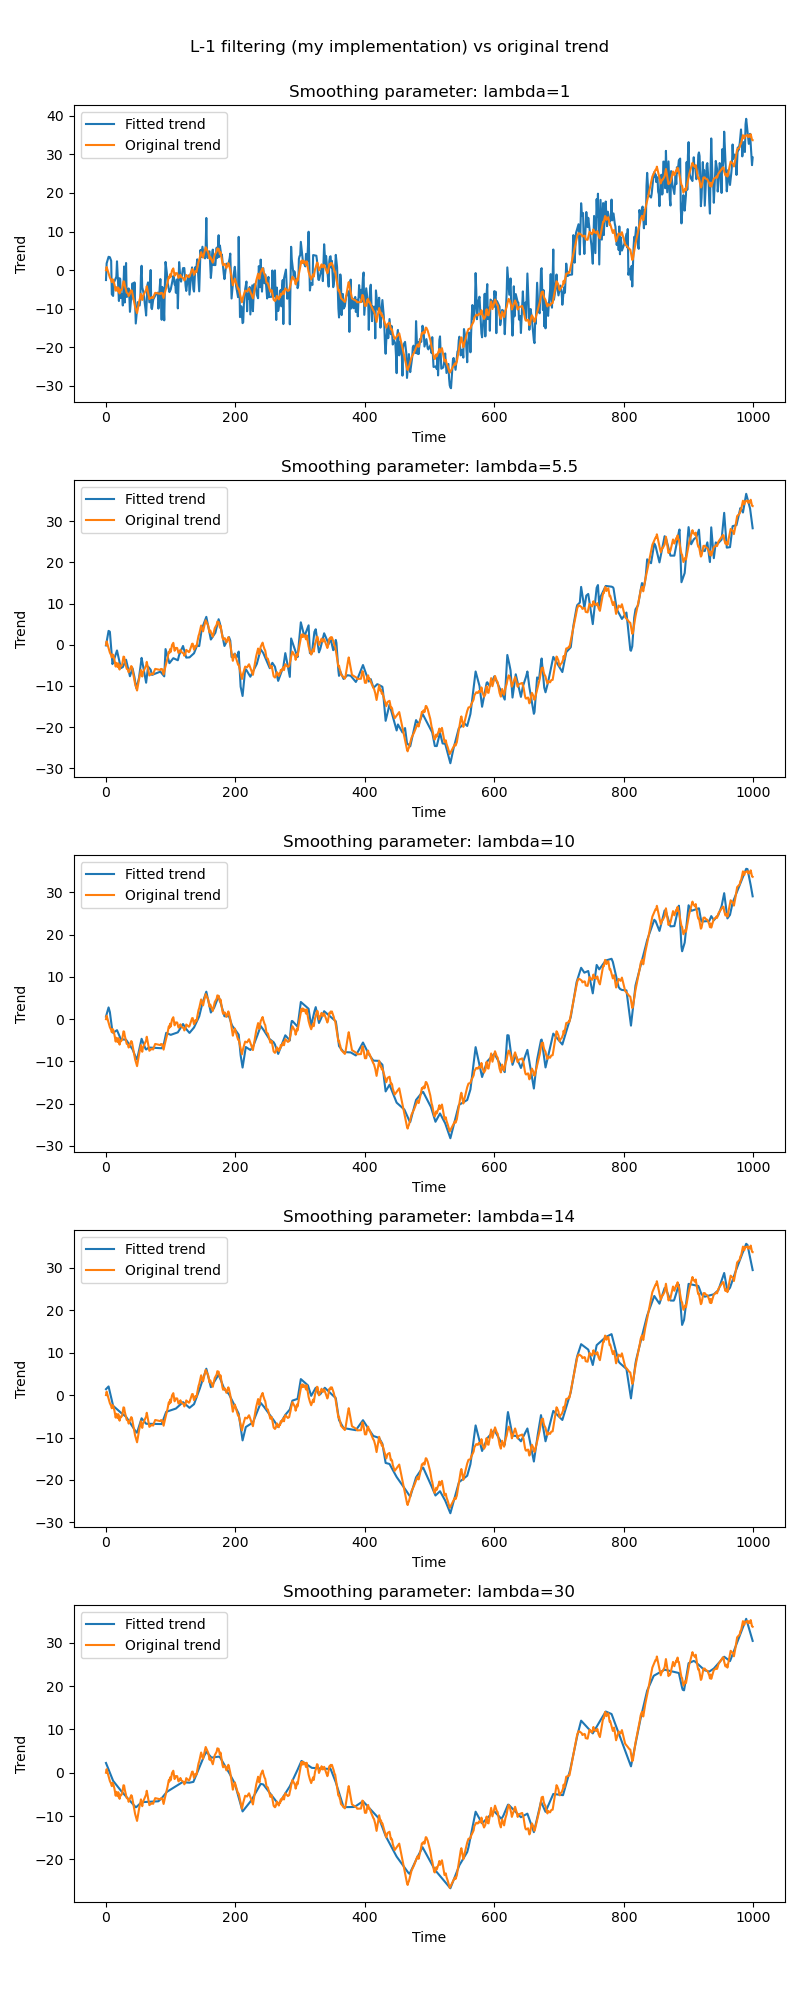 L-1 filtering (my implementation) vs original trend
Smoothing parameter: lambda=1
Fitted trend
Original trend
40
30
20
10
0
−10
−20
−30
Trend
0 200 400 600 800 1000
Time
Smoothing parameter: lambda=5.5
Fitted trend
Original trend
30
20
10
0
−10
−20
−30
Trend
0 200 400 600 800 1000
Time
Smoothing parameter: lambda=10
Fitted trend
Original trend
30
20
10
0
−10
−20
−30
Trend
0 200 400 600 800 1000
Time
Smoothing parameter: lambda=14
Fitted trend
Original trend
30
20
10
0
−10
−20
−30
Trend
0 200 400 600 800 1000
Time
Smoothing parameter: lambda=30
Fitted trend
Original trend
30
20
10
0
−10
−20
Trend
0 200 400 600 800 1000
Time